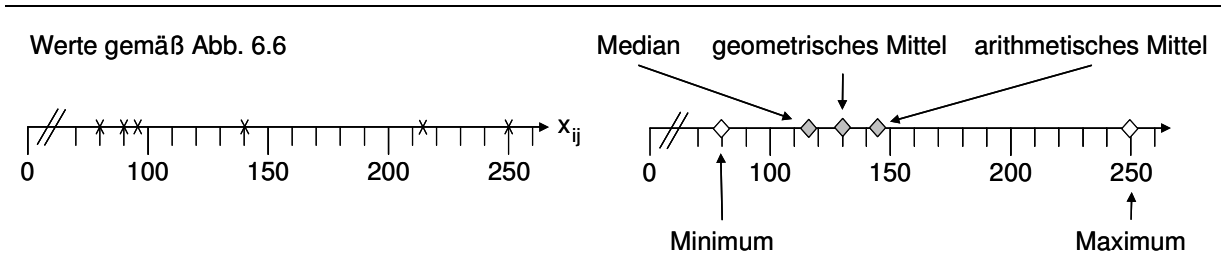 Werte gemäß Abb. 6.6
Median geometrisches Mittel arithmetisches Mittel
x_ij
0 100 150 200 250
0 100 150 200 250
Minimum Maximum